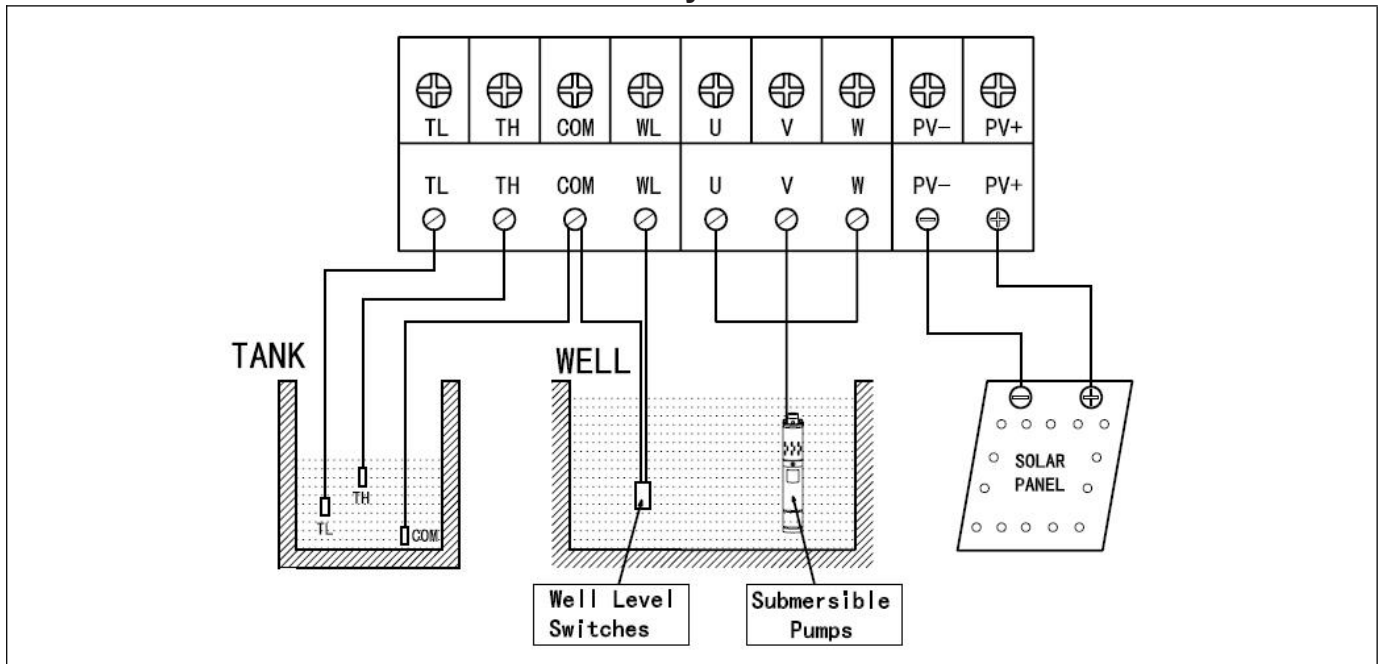 TL TH COM WL U V W PV- PV+
TL TH COM WL U V W PV- PV+
TANK
WELL
TH
TL
COM
SOLAR
PANEL
Well Level
Switches
Submersible
Pumps